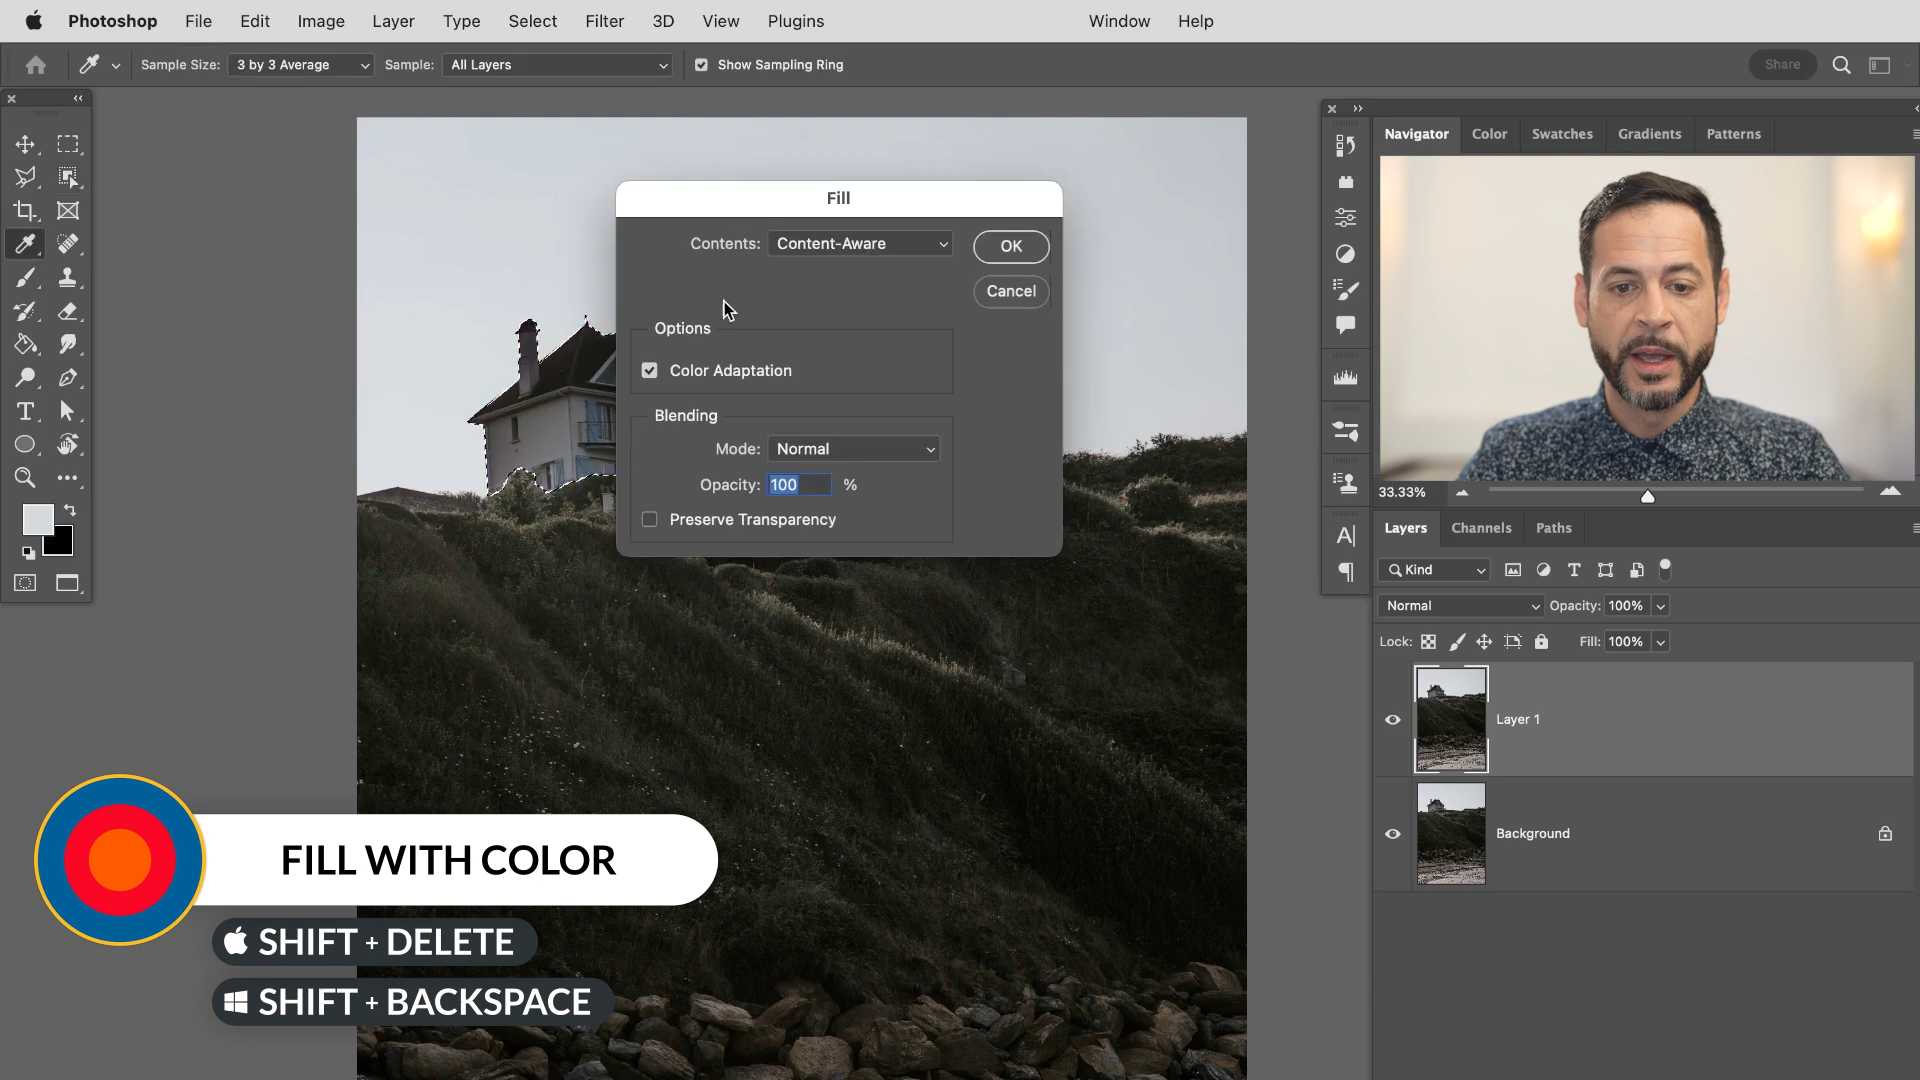 Photoshop File Edit Image Layer Type Select Filter 3D View Plugins Window Help
Sample Size: 3 by 3 Average Sample: All Layers Show Sampling Ring Share
Navigator Color Swatches Gradients Patterns
Fill
Contents: Content-Aware
OK
Cancel
Options
Color Adaptation
Blending
Mode: Normal
Opacity: 100 %
Preserve Transparency
33.33%
Layers Channels Paths
Kind
Normal Opacity: 100%
Lock: Fill: 100%
Layer 1
Background
FILL WITH COLOR
SHIFT + DELETE
SHIFT + BACKSPACE